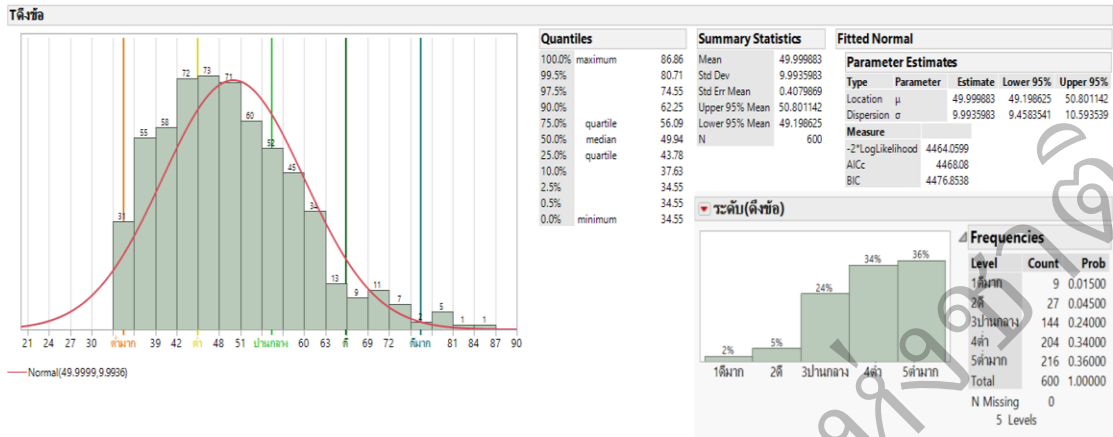 Tดึงข้อ
31 55 58 72 73 71 60 52 45 34 13 9 11 7 2 5 1 1
21 24 27 30 ต่ำมาก 39 42 ต่ำ 48 51 ปานกลาง 60 63 ดี 69 72 ดีมาก 81 84 87 90
Normal(49.9999,9.9936)
Quantiles
100.0% maximum 86.86
99.5% 80.71
97.5% 74.55
90.0% 62.25
75.0% quartile 56.09
50.0% median 49.94
25.0% quartile 43.78
10.0% 37.63
2.5% 34.55
0.5% 34.55
0.0% minimum 34.55
Summary Statistics
Mean 49.999883
Std Dev 9.9935983
Std Err Mean 0.4079869
Upper 95% Mean 50.801142
Lower 95% Mean 49.198625
N 600
Fitted Normal
Parameter Estimates
Type Parameter Estimate Lower 95% Upper 95%
Location μ 49.999883 49.198625 50.801142
Dispersion σ 9.9935983 9.4583541 10.593539
Measure
-2*LogLikelihood 4464.0599
AICc 4468.08
BIC 4476.8538
ระดับ(ดึงข้อ)
2% 5% 24% 34% 36%
1ดีมาก 2ดี 3ปานกลาง 4ต่ำ 5ต่ำมาก
Frequencies
Level Count Prob
1ดีมาก 9 0.01500
2ดี 27 0.04500
3ปานกลาง 144 0.24000
4ต่ำ 204 0.34000
5ต่ำมาก 216 0.36000
Total 600 1.00000
N Missing 0
5 Levels